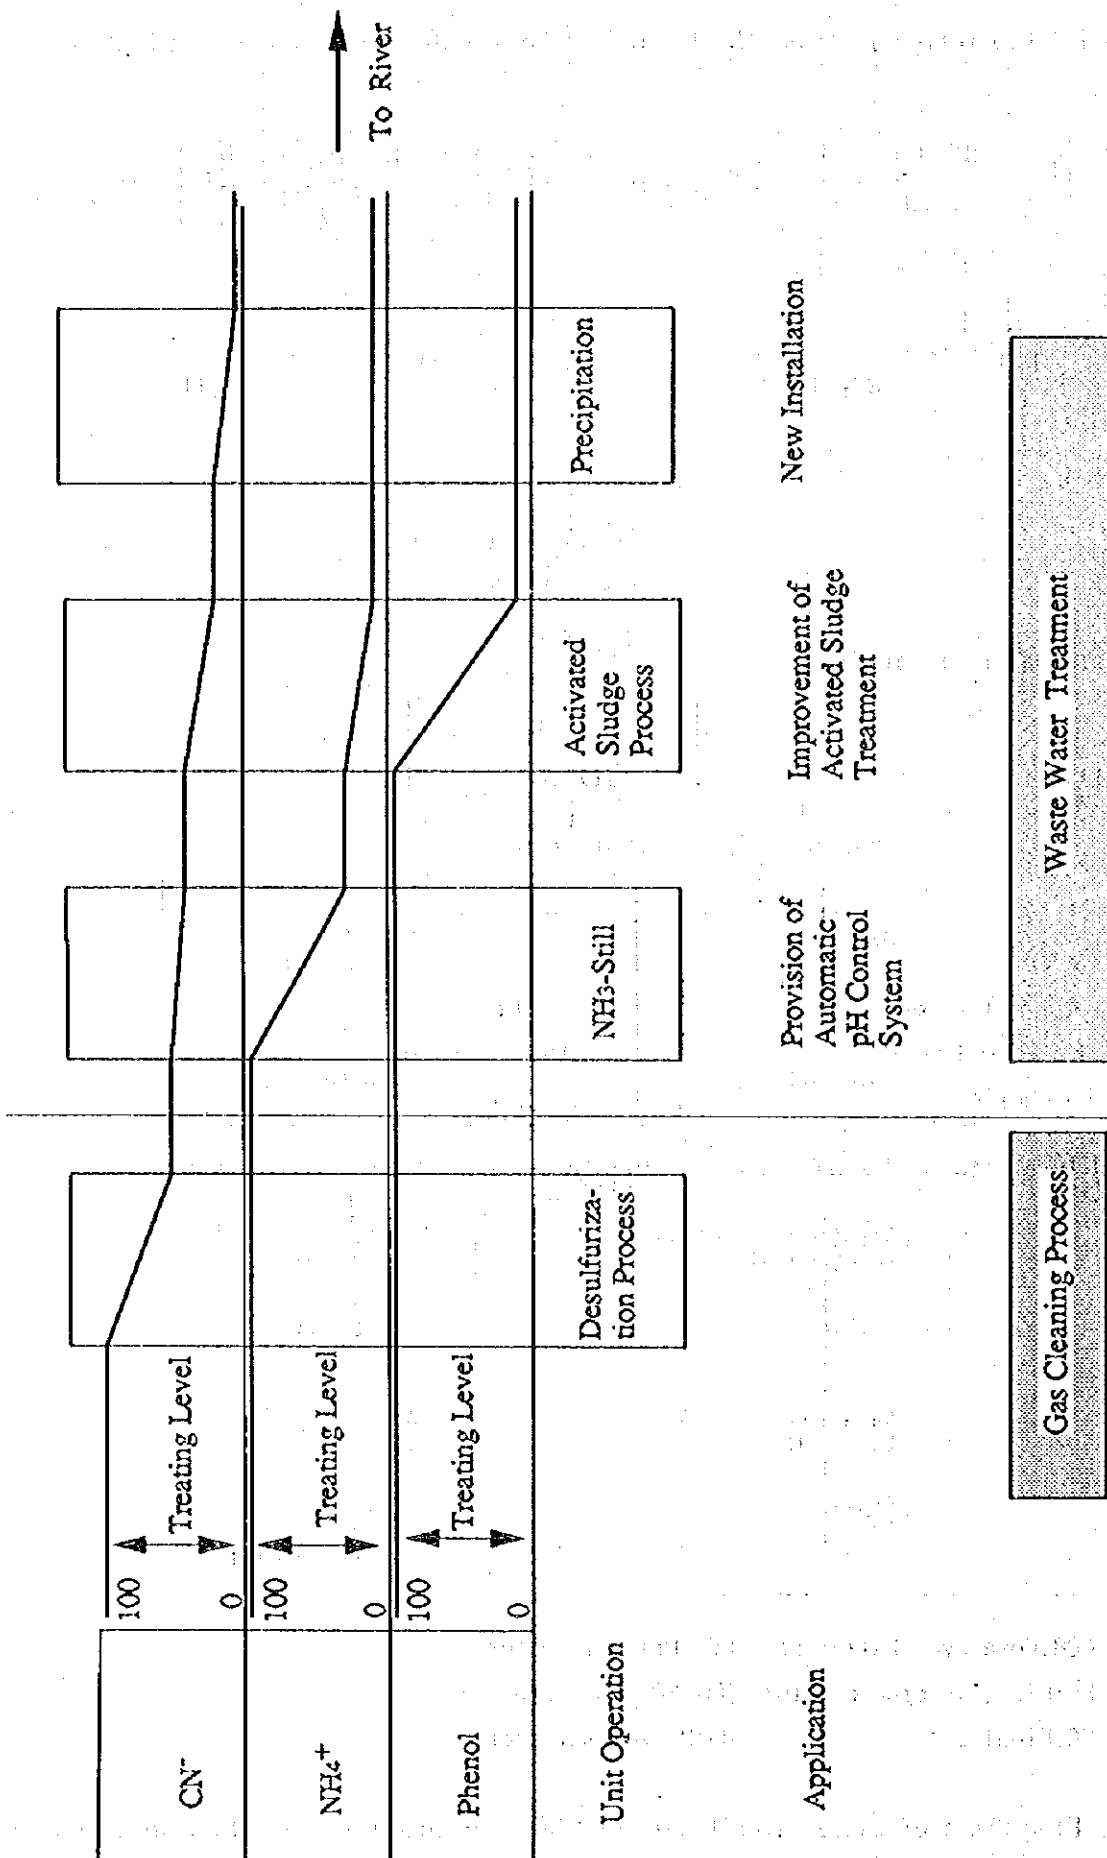 CN⁻
100
0
Treating Level
NH₄⁺
100
0
Treating Level
Phenol
100
0
Treating Level
To River
Unit Operation
Desulfuriza-
tion Process
NH₃-Still
Activated
Sludge
Process
Precipitation
Application
Provision of
Automatic
pH Control
System
Improvement of
Activated Sludge
Treatment
New Installation
Gas Cleaning Process
Waste Water Treatment